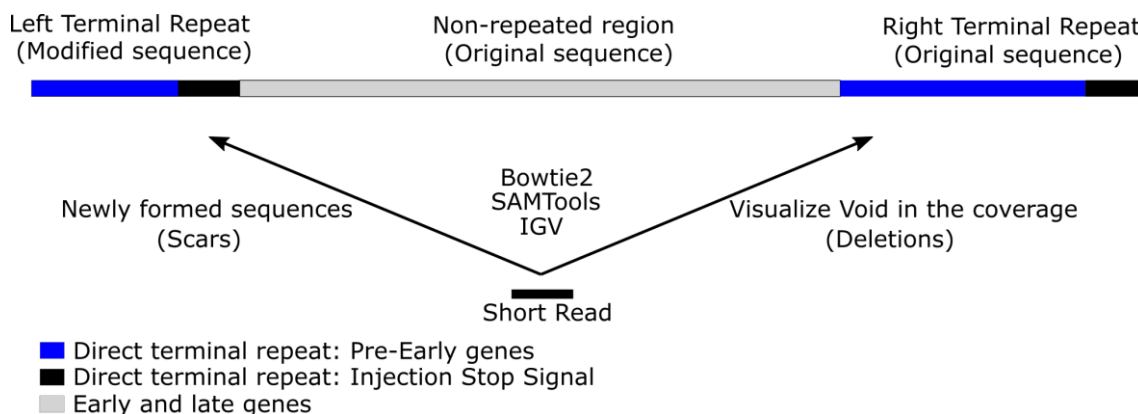 Left Terminal Repeat
(Modified sequence)
Non-repeated region
(Original sequence)
Right Terminal Repeat
(Original sequence)
Newly formed sequences
(Scars)
Bowtie2
SAMTools
IGV
Visualize Void in the coverage
(Deletions)
Short Read
Direct terminal repeat: Pre-Early genes
Direct terminal repeat: Injection Stop Signal
Early and late genes